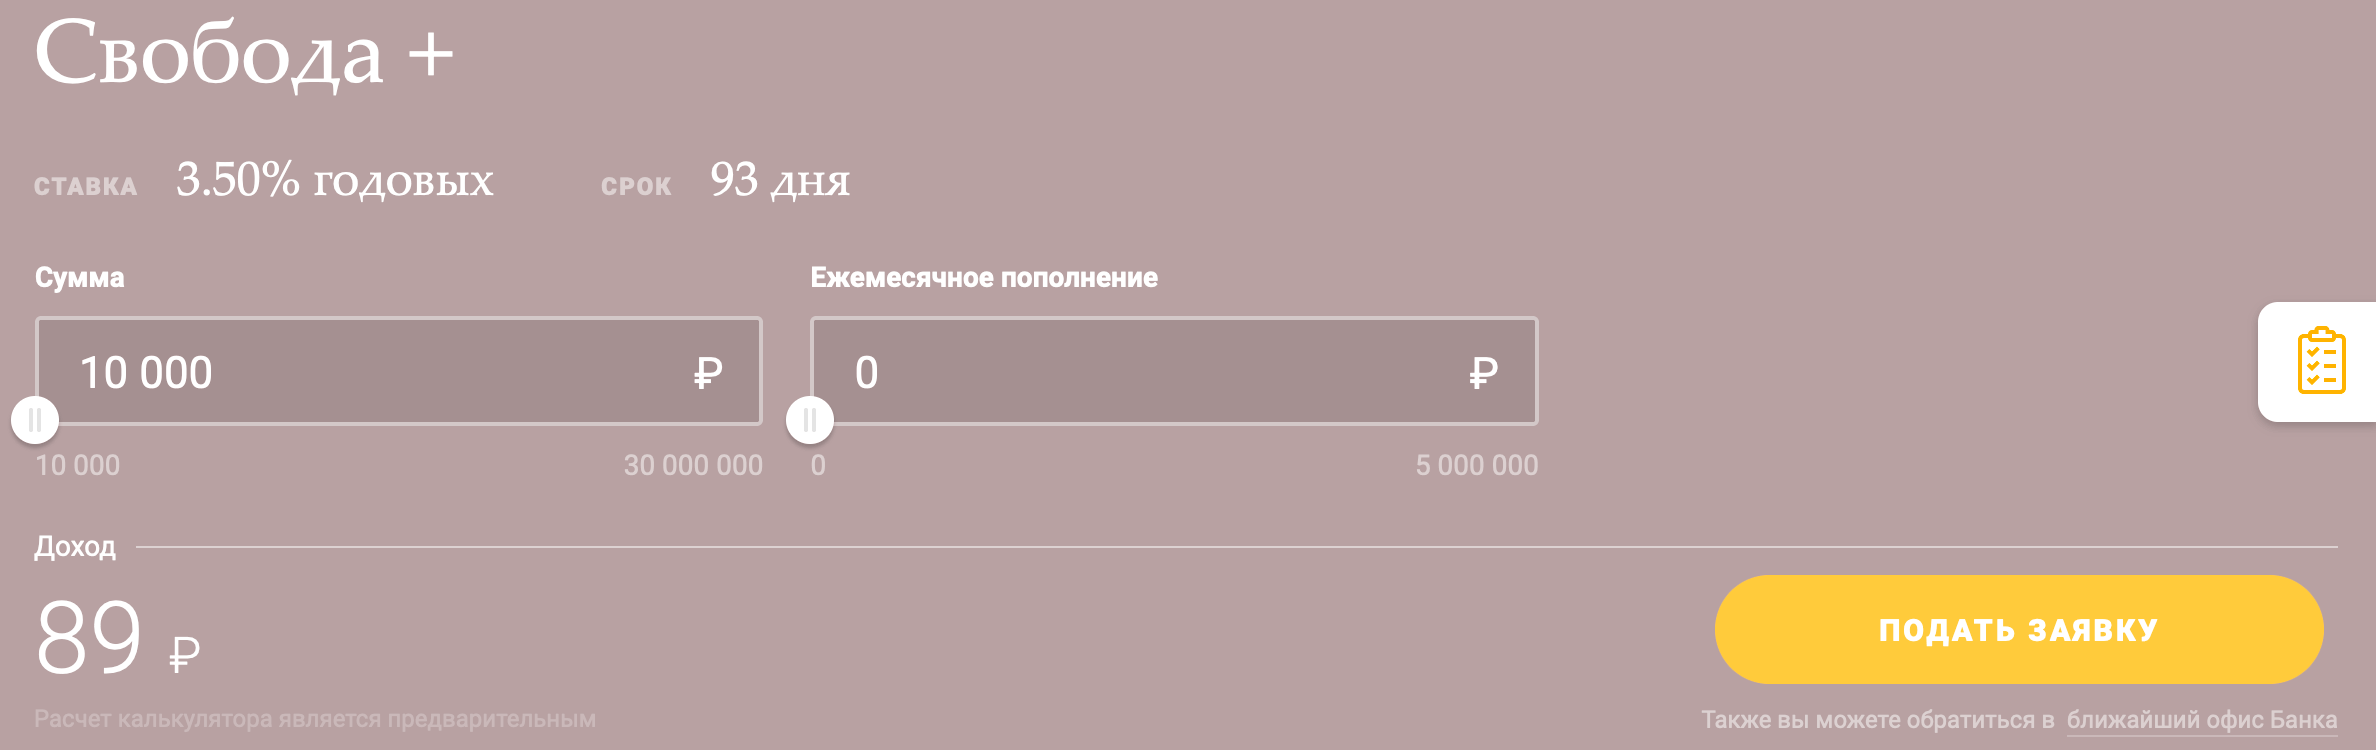 Свобода +
СТАВКА 3.50% годовых СРОК 93 дня
Сумма Ежемесячное пополнение
10 000 ₽ 0 ₽
10 000 30 000 000 0 5 000 000
Доход
89 ₽
ПОДАТЬ ЗАЯВКУ
Расчет калькулятора является предварительным
Также вы можете обратиться в ближайший офис Банка